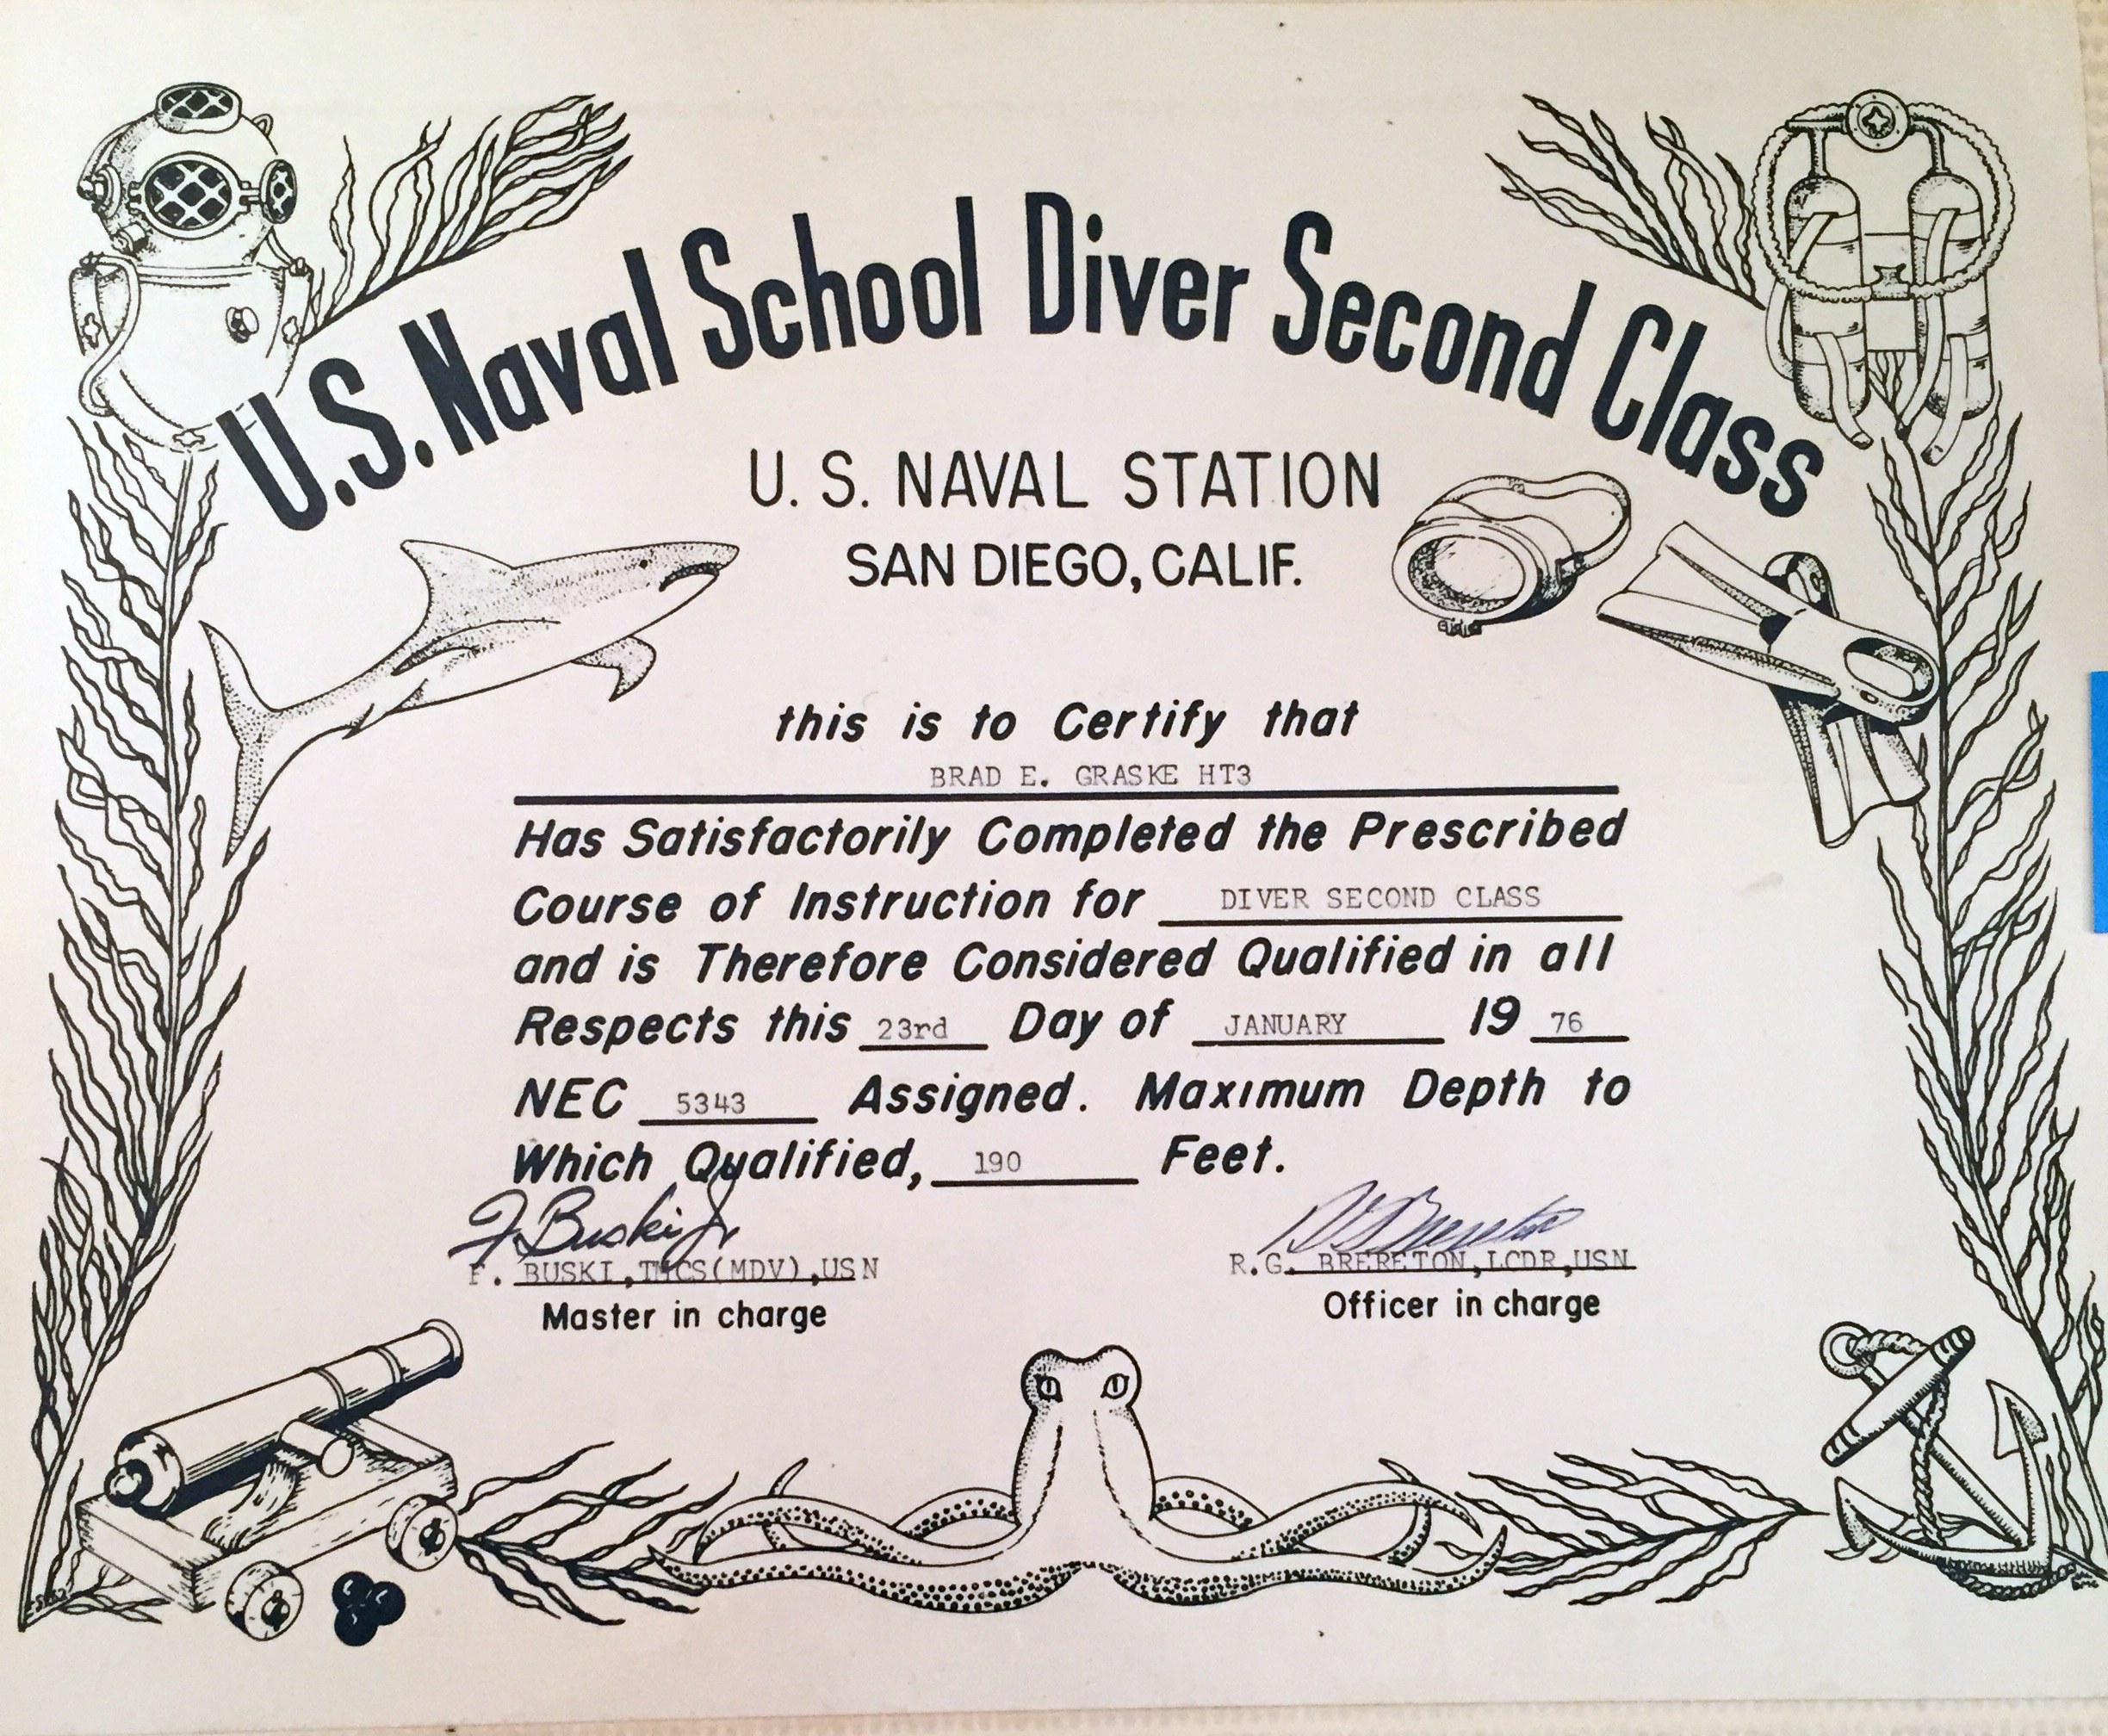 U.S. Naval School Diver Second Class
U. S. NAVAL STATION
SAN DIEGO, CALIF.
this is to Certify that
BRAD E. GRASKE HT3
Has Satisfactorily Completed the Prescribed
Course of Instruction for DIVER SECOND CLASS
and is Therefore Considered Qualified in all
Respects this 23rd Day of JANUARY 19 76
NEC 5343 Assigned. Maximum Depth to
Which Qualified, 190 Feet.
F. Buski Jr.
F. BUSKI,TMCS(MDV),USN
Master in charge
R G Brereton
R.G. BRERETON,LCDR,USN
Officer in charge